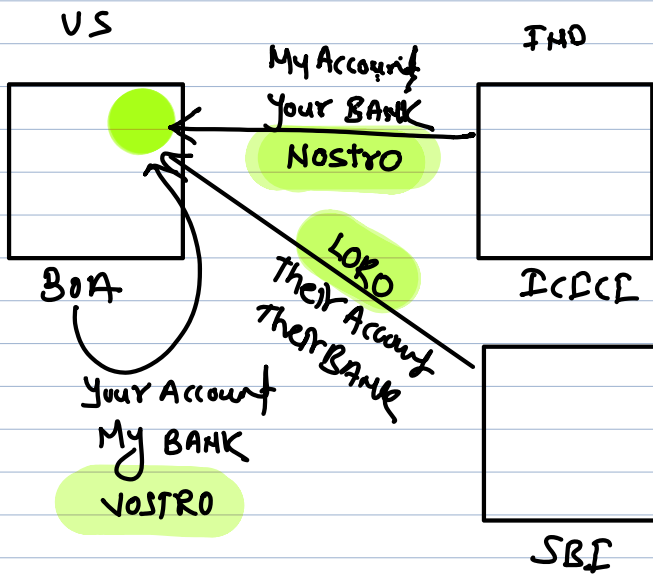 US
IND
My Account
Your BANK
NOSTRO
BOA
ICICI
LORO
Their Account
Their BANK
Your Account
My BANK
VOSTRO
SBI